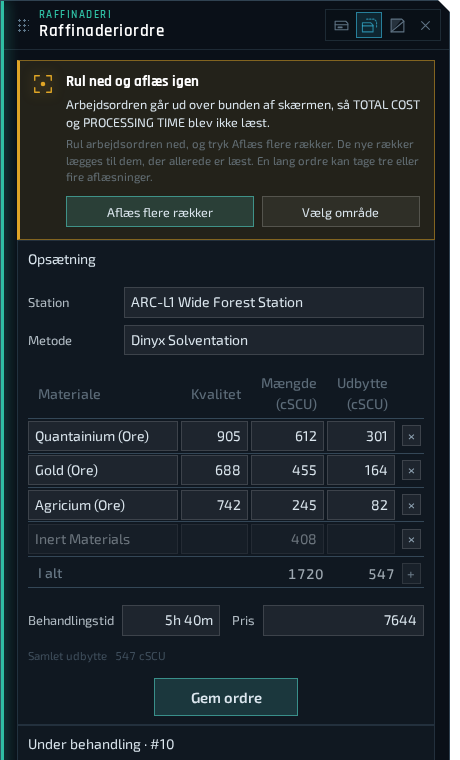 RAFFINADERI
Raffinaderiordre
Rul ned og aflæs igen
Arbejdsordren går ud over bunden af skærmen, så TOTAL COST
og PROCESSING TIME blev ikke læst.
Rul arbejdsordren ned, og tryk Aflæs flere rækker. De nye rækker
lægges til dem, der allerede er læst. En lang ordre kan tage tre eller
fire aflæsninger.
Aflæs flere rækker Vælg område
Opsætning
Station ARC-L1 Wide Forest Station
Metode Dinyx Solventation
Materiale Kvalitet Mængde (cSCU) Udbytte (cSCU)
Quantainium (Ore) 905 612 301 ×
Gold (Ore) 688 455 164 ×
Agricium (Ore) 742 245 82 ×
Inert Materials 408 ×
I alt 1720 547 +
Behandlingstid 5h 40m Pris 7644
Samlet udbytte 547 cSCU
Gem ordre
Under behandling · #10